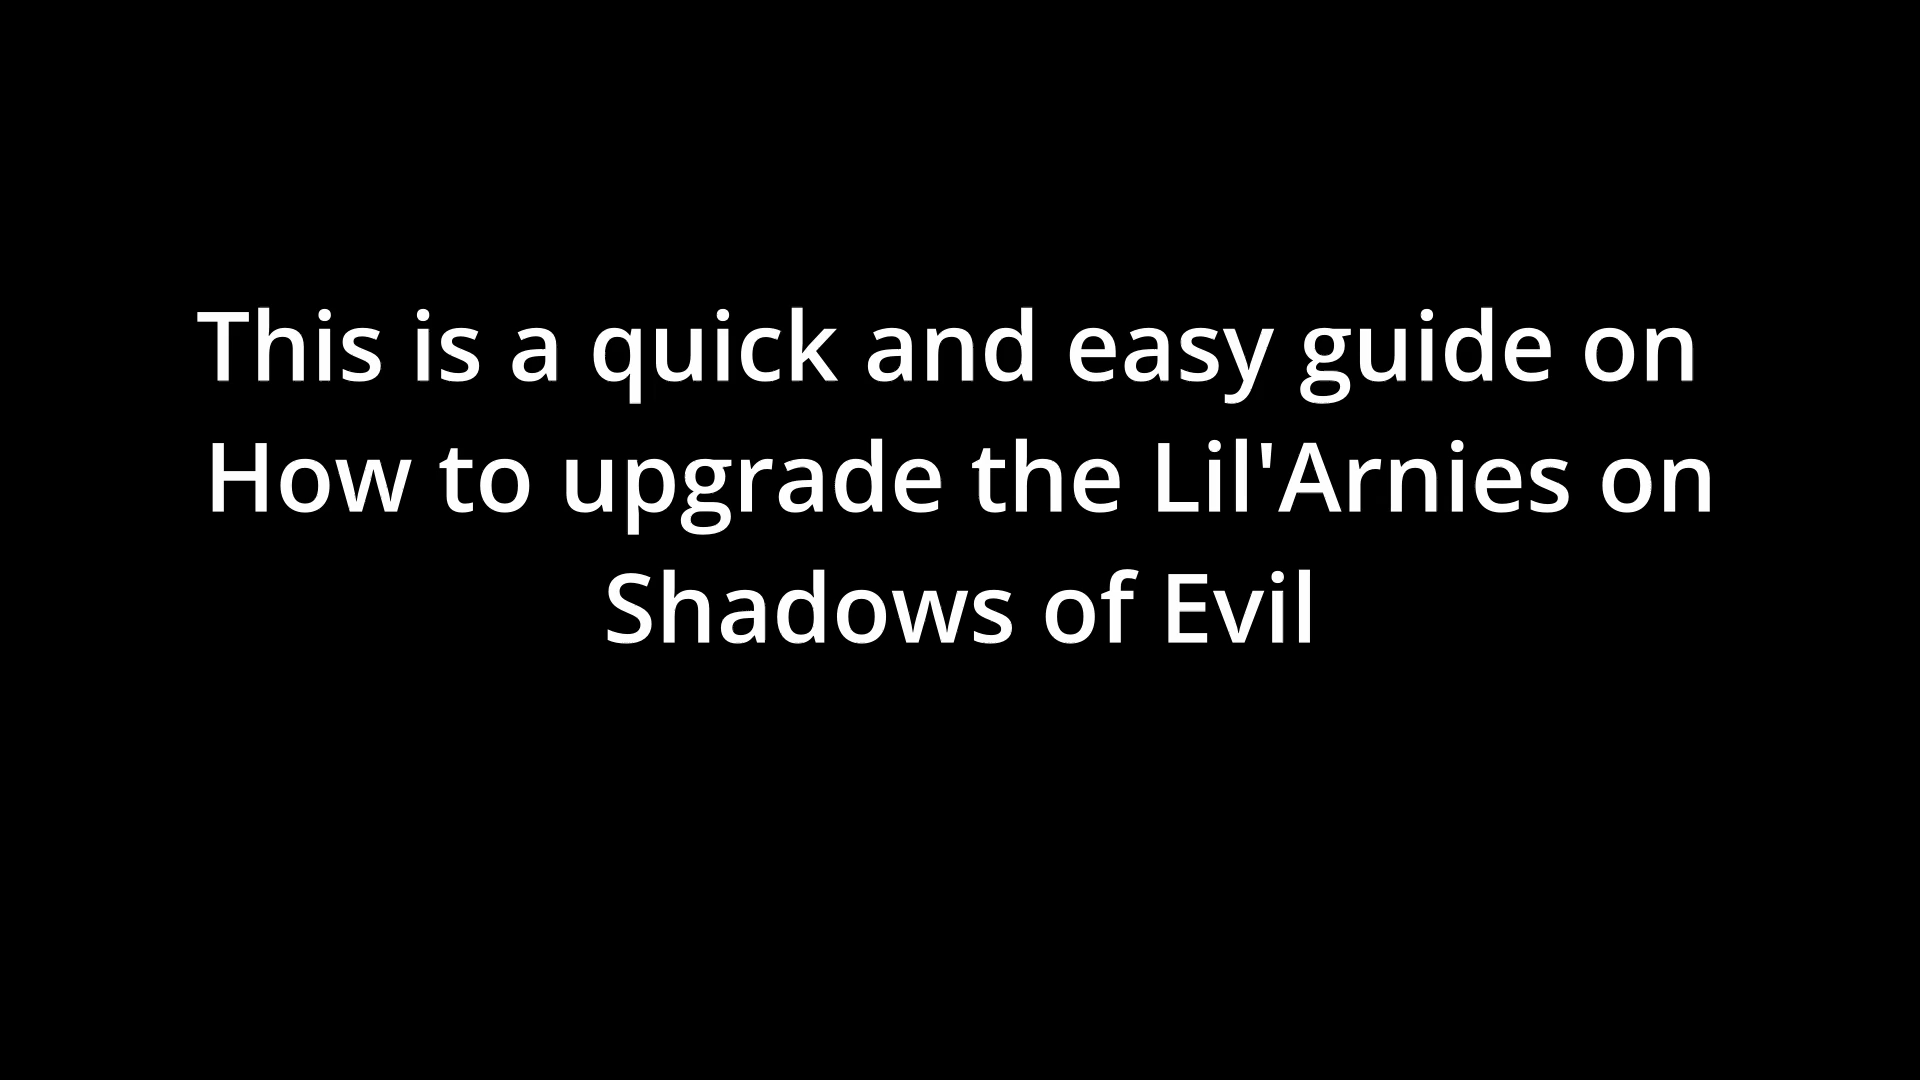 This is a quick and easy guide on
How to upgrade the Lil'Arnies on
Shadows of Evil